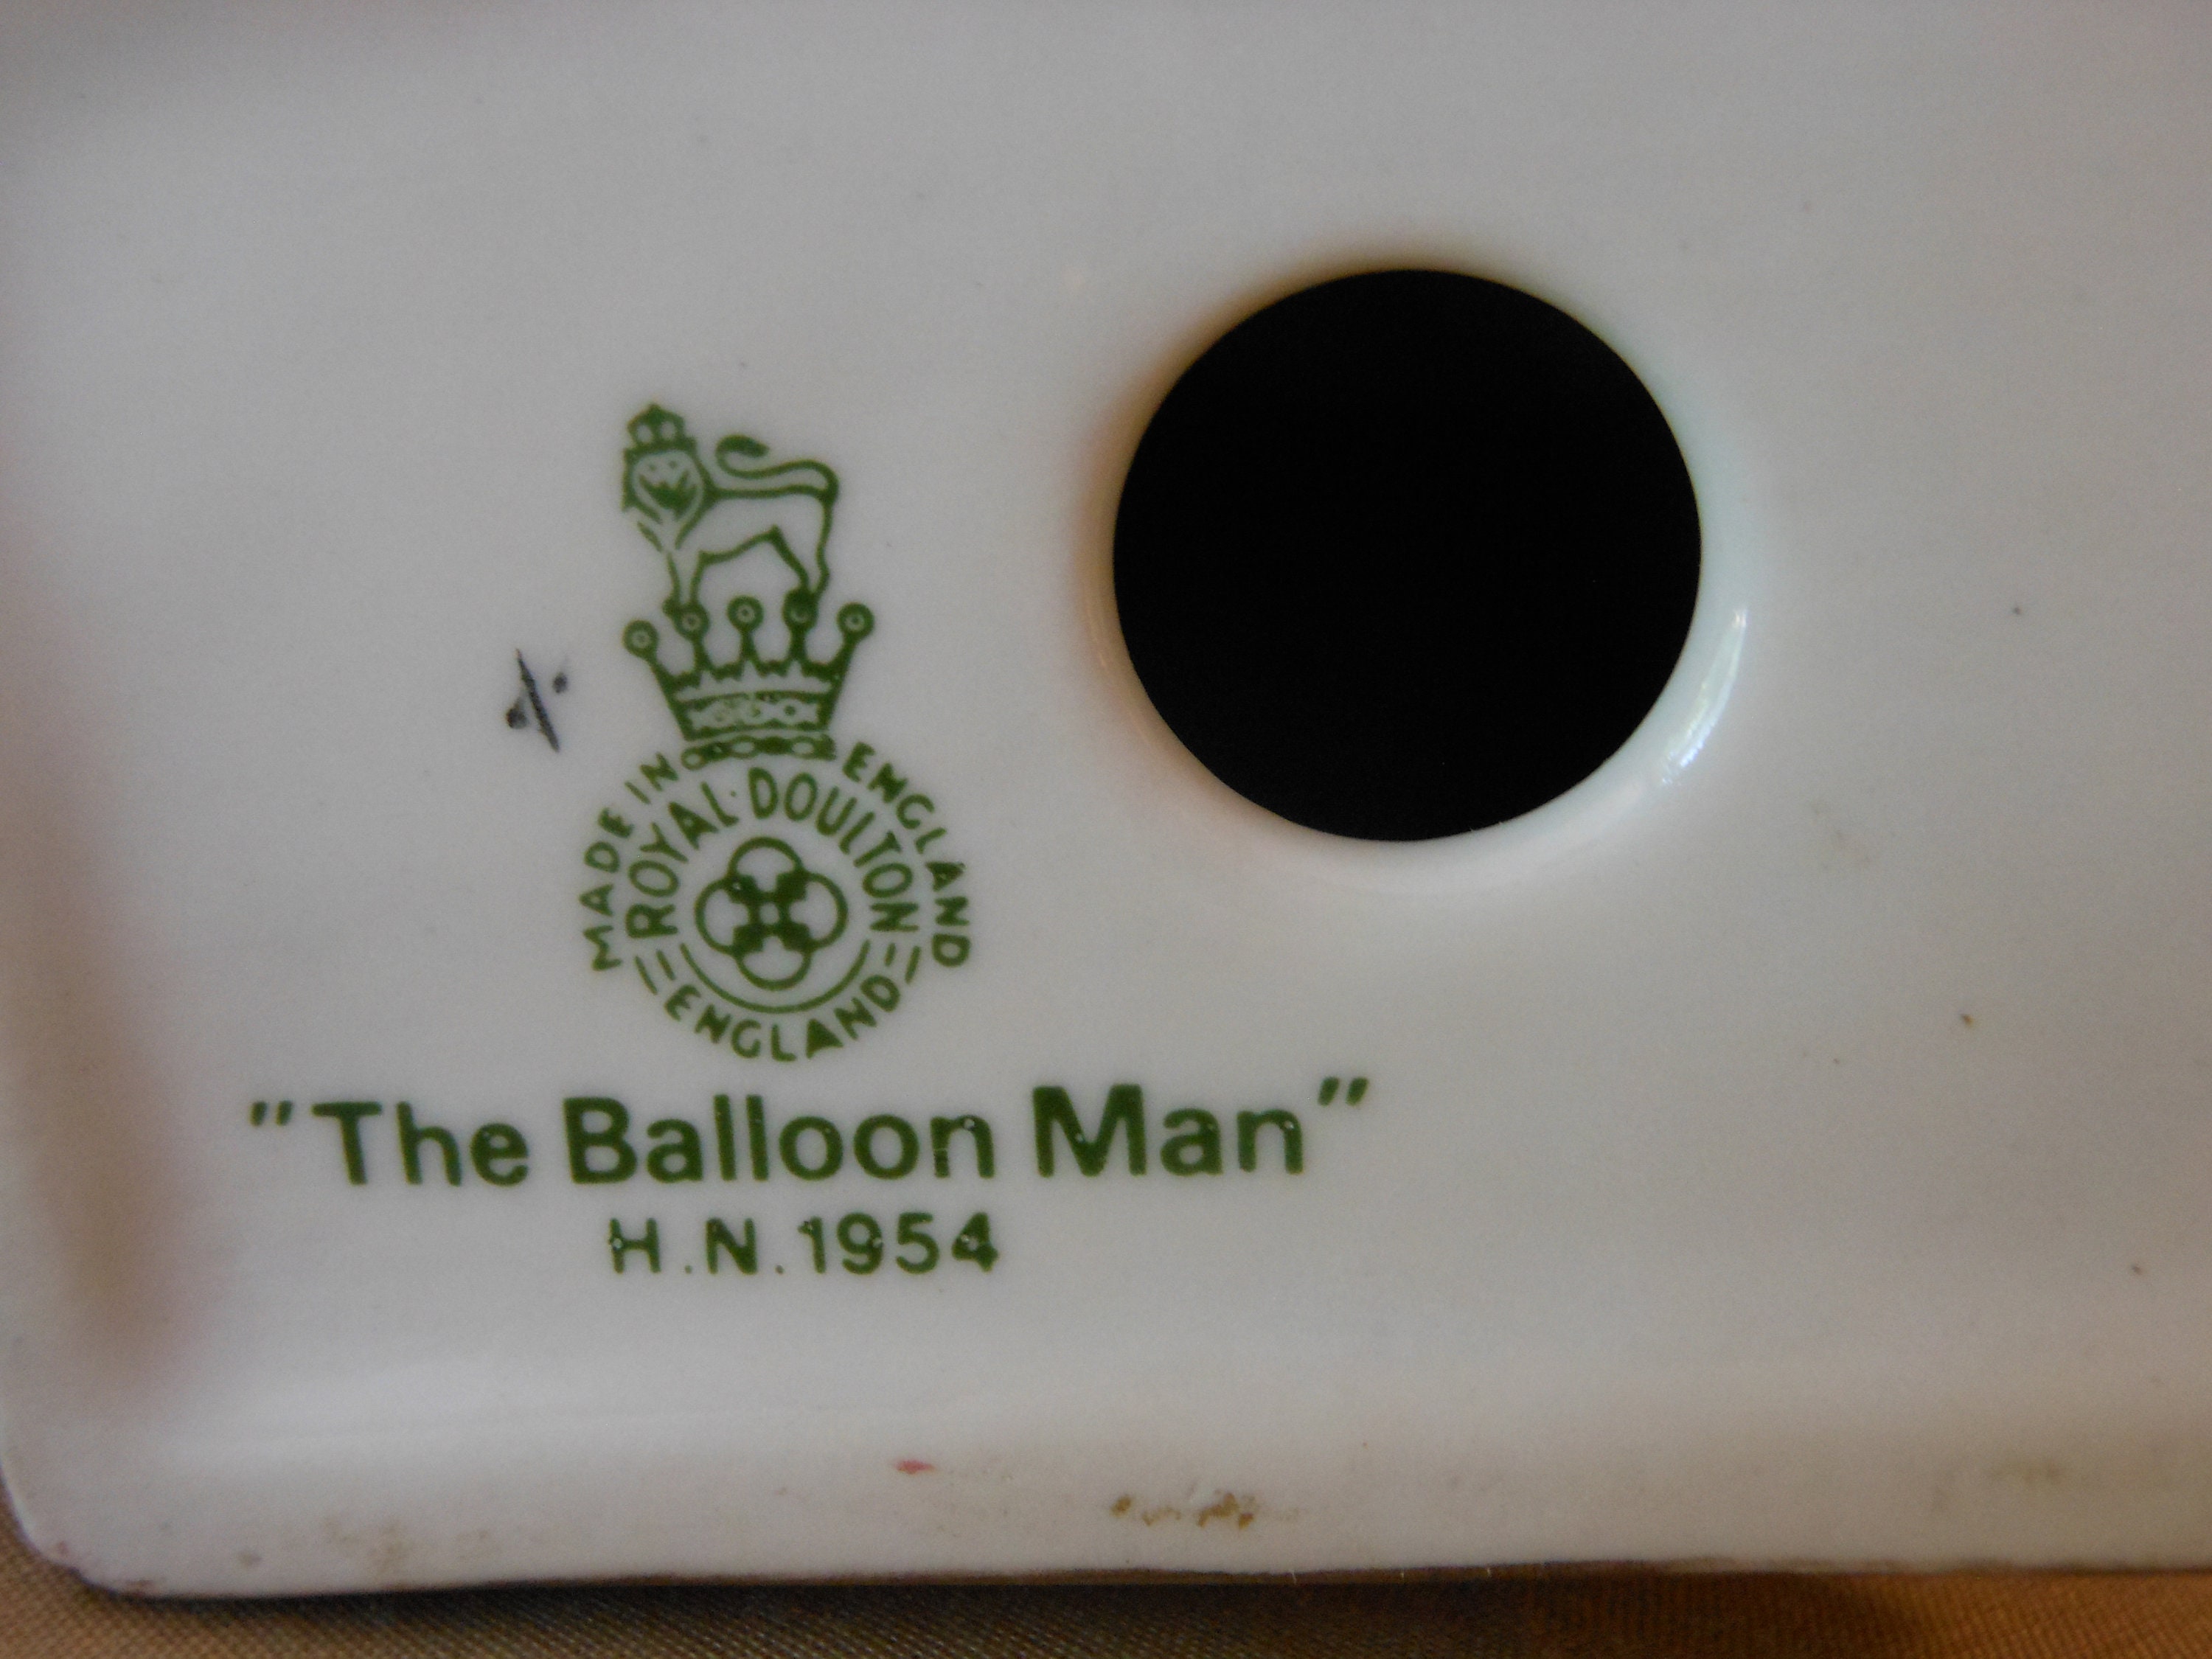 MADE IN ENGLAND
ROYAL·DOULTON
ENGLAND
"The Balloon Man"
H.N.1954